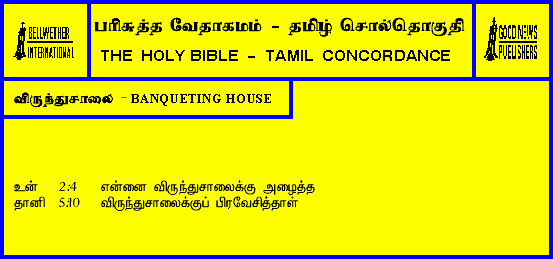 BELLWETHER
INTERNATIONAL
பரிசுத்த வேதாகமம் - தமிழ் சொல்தொகுதி
THE HOLY BIBLE - TAMIL CONCORDANCE
GOOD NEWS
PUBLISHERS
விருந்துசாலை - BANQUETING HOUSE
உன் 2:4 என்னை விருந்துசாலைக்கு அழைத்த
தானி 5:10 விருந்துசாலைக்குப் பிரவேசித்தாள்